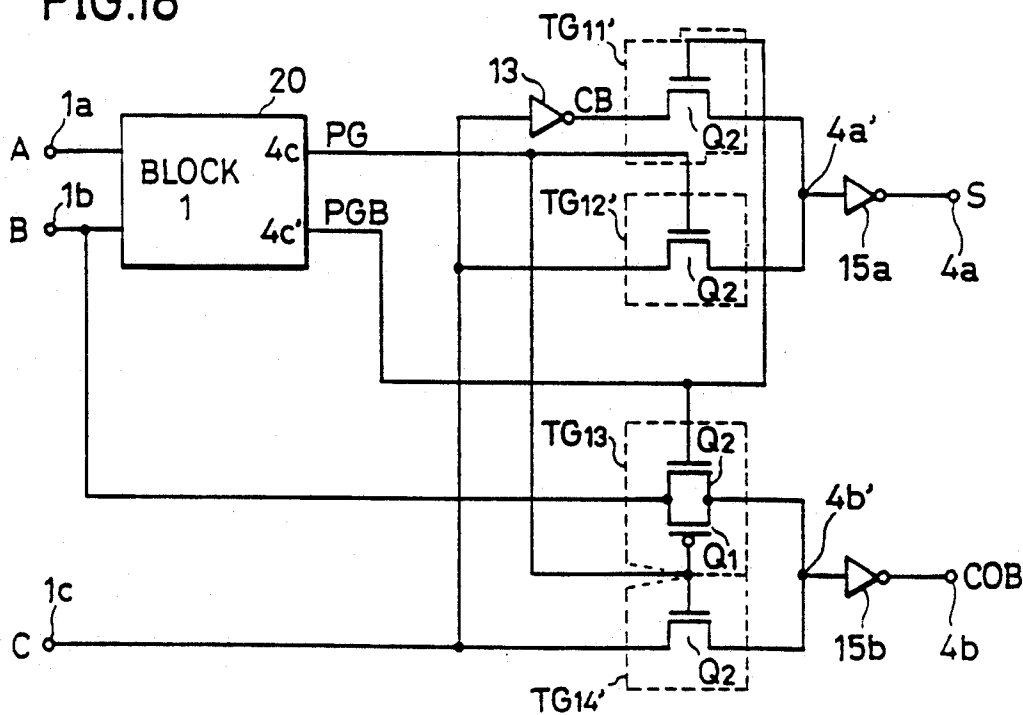 FIG.18
TG11'
13
CB
Q2
20
1a
A
4c
PG
BLOCK
1
1b
B
4c'
PGB
TG12'
Q2
4a'
S
15a
4a
TG13
Q2
Q1
4b'
COB
15b
4b
1c
C
Q2
TG14'